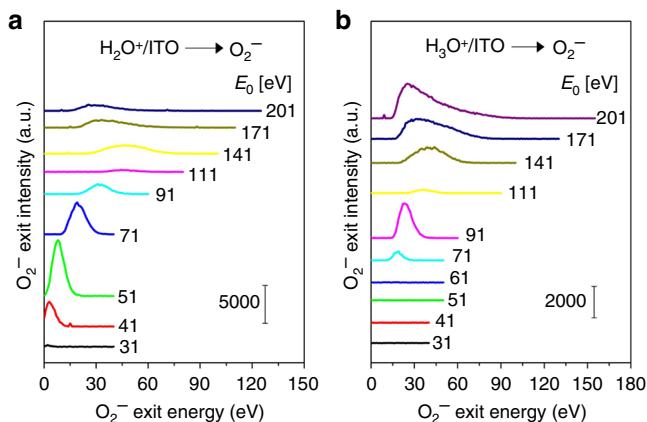 a
H₂O⁺/ITO → O₂⁻
E₀ [eV]
201
171
141
111
91
71
51
41
31
5000
O₂⁻ exit intensity (a.u.)
0 30 60 90 120 150
O₂⁻ exit energy (eV)
b
H₃O⁺/ITO → O₂⁻
E₀ [eV]
201
171
141
111
91
71
61
51
41
31
2000
O₂⁻ exit intensity (a.u.)
0 30 60 90 120 150 180
O₂⁻ exit energy (eV)